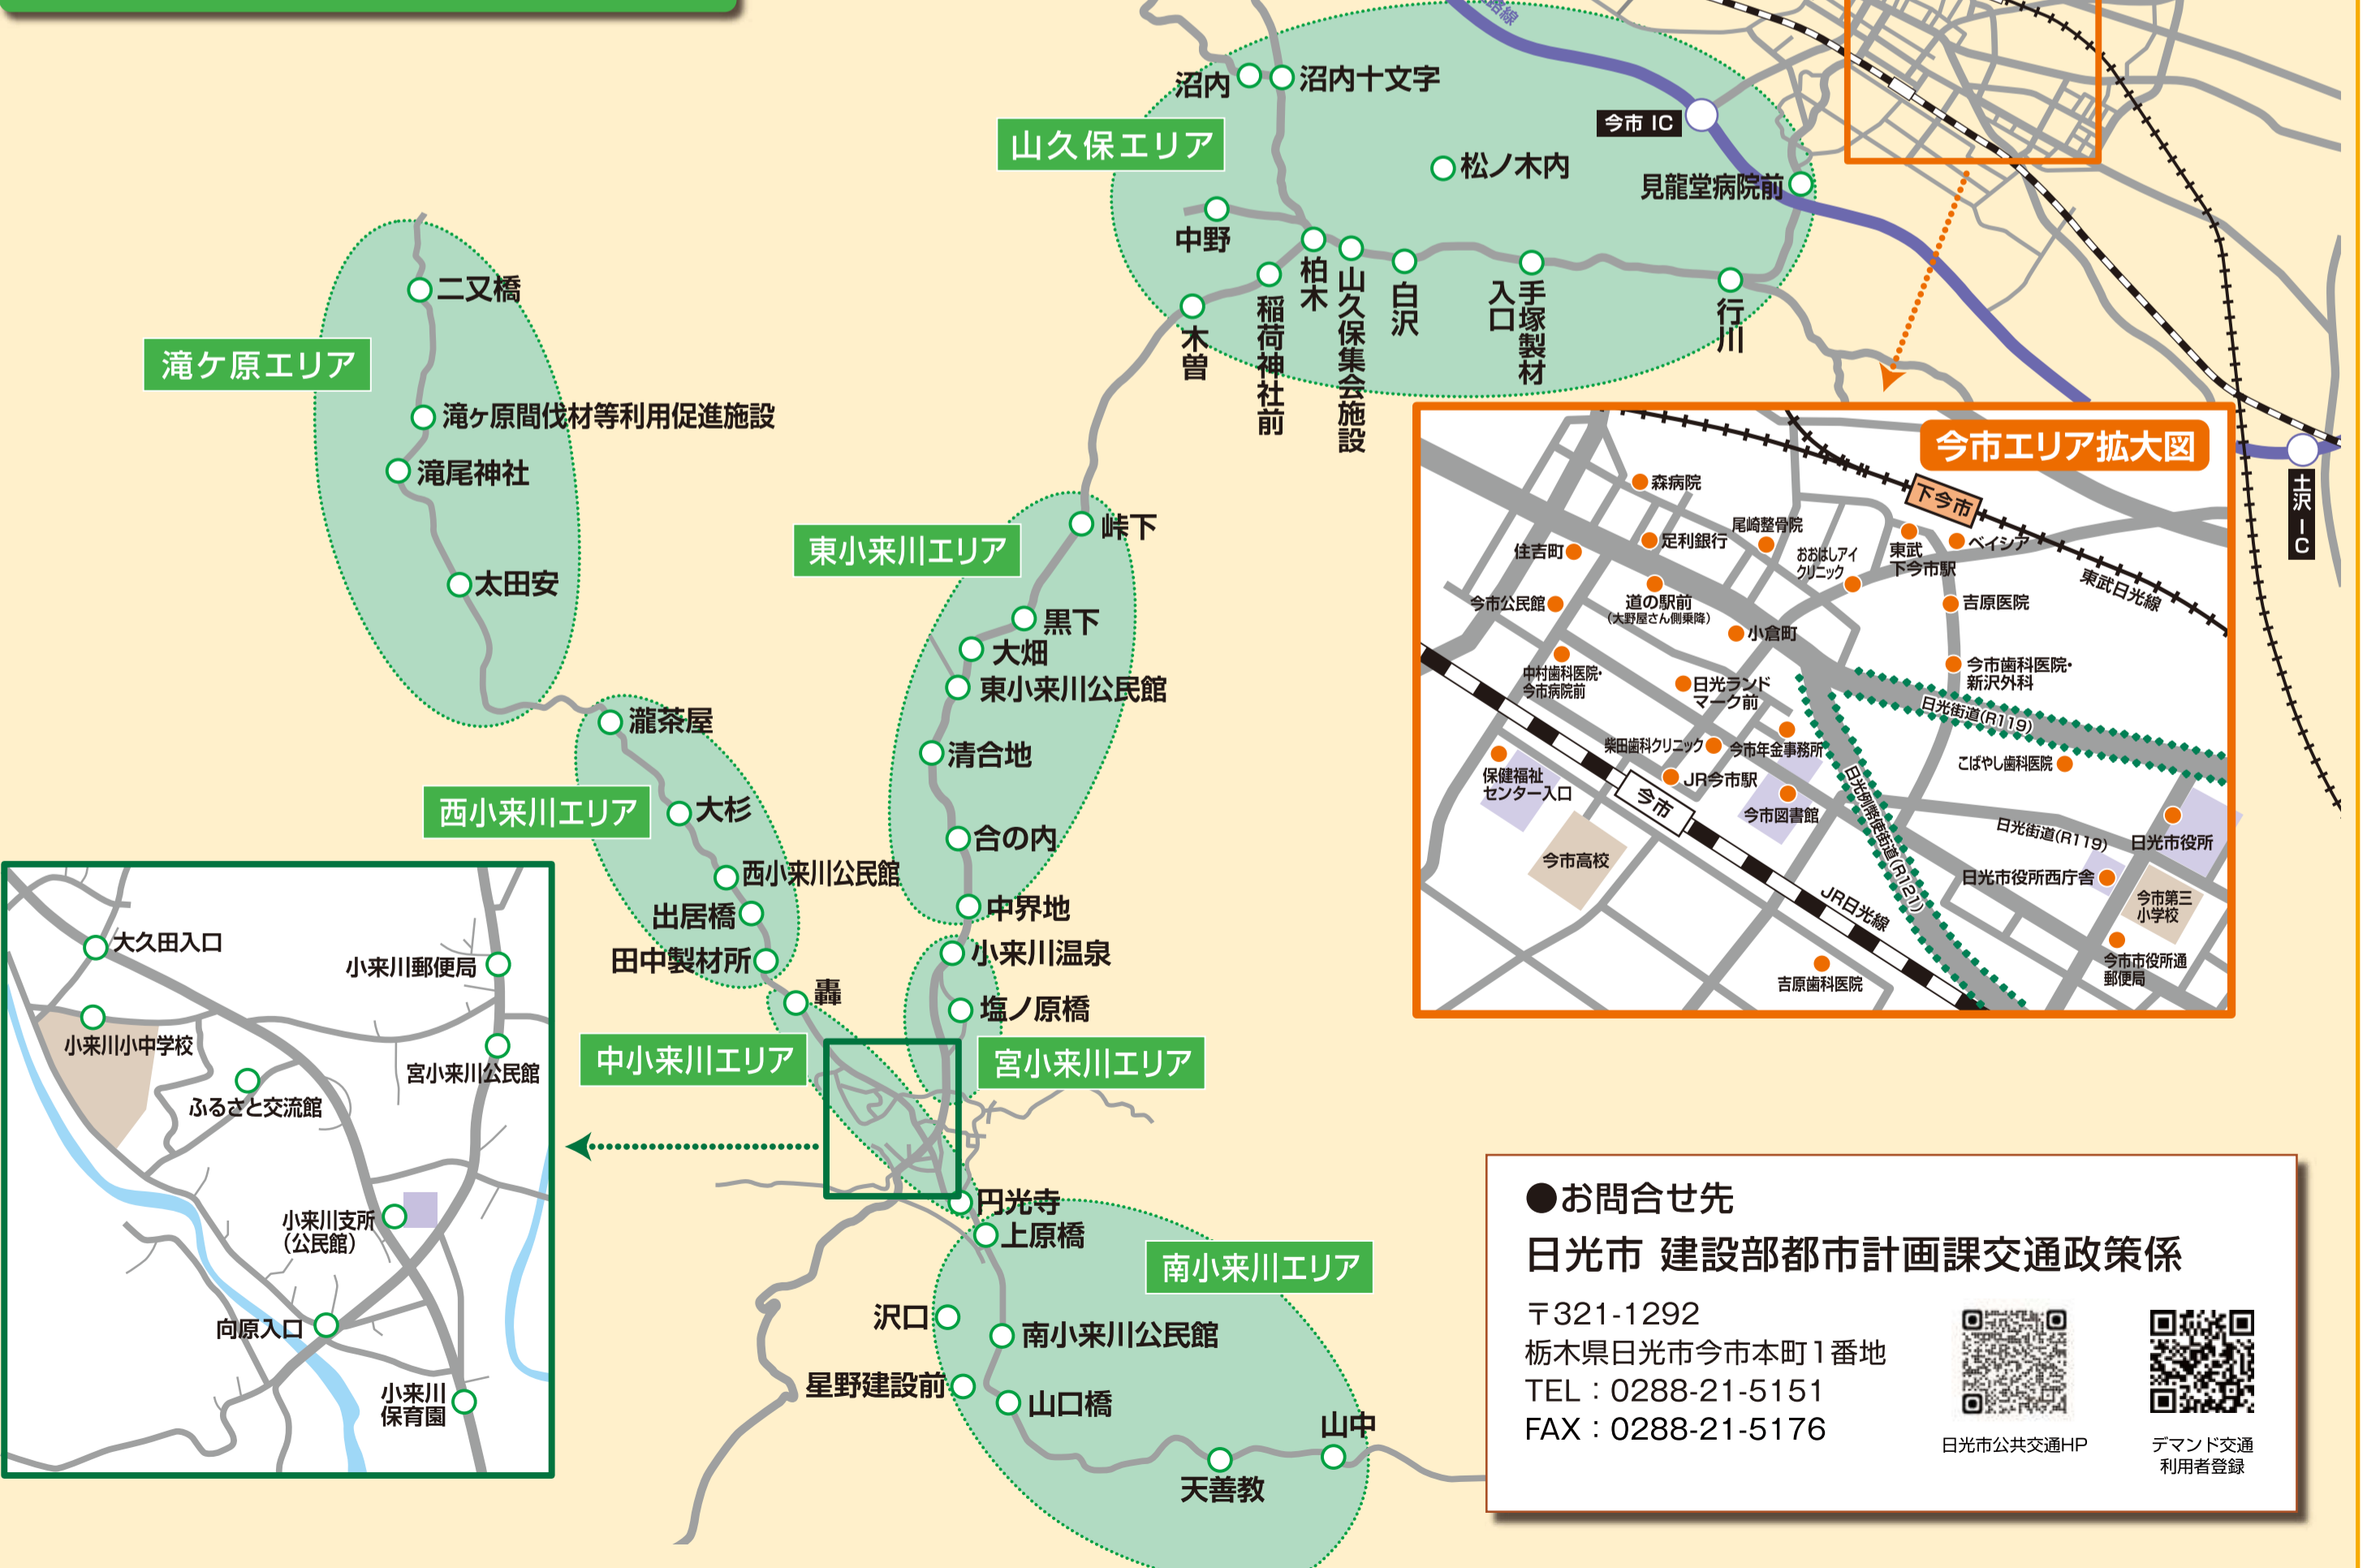 路線
沼内
沼内十文字
山久保エリア
今市 IC
松ノ木内
見龍堂病院前
中野
柏木
山久保集会施設
白沢
手塚製材
入口
行川
稲荷神社前
木曽
二又橋
滝ケ原エリア
滝ヶ原間伐材等利用促進施設
滝尾神社
太田安
東小来川エリア
峠下
黒下
大畑
東小来川公民館
清合地
合の内
中界地
瀧茶屋
西小来川エリア
大杉
西小来川公民館
出居橋
田中製材所
轟
小来川温泉
塩ノ原橋
中小来川エリア
宮小来川エリア
円光寺
上原橋
南小来川エリア
沢口
南小来川公民館
星野建設前
山口橋
天善教
山中
大久田入口
小来川郵便局
小来川小中学校
宮小来川公民館
ふるさと交流館
小来川支所
（公民館）
向原入口
小来川
保育園
今市エリア拡大図
土沢IC
森病院
下今市
尾崎整骨院
足利銀行
住吉町
おおはしアイ
クリニック
東武
下今市駅
ベイシア
東武日光線
今市公民館
道の駅前
（大野屋さん側乗降）
小倉町
吉原医院
中村歯科医院・
今市病院前
日光ランド
マーク前
今市歯科医院・
新沢外科
日光街道(R119)
柴田歯科クリニック
今市年金事務所
こばやし歯科医院
保健福祉
センター入口
JR今市駅
今市
今市図書館
日光例幣使街道(R121)
日光街道(R119)
日光市役所
今市高校
日光市役所西庁舎
今市第三
小学校
JR日光線
今市市役所通
郵便局
吉原歯科医院
●お問合せ先
日光市 建設部都市計画課交通政策係
〒321-1292
栃木県日光市今市本町1番地
TEL：0288-21-5151
FAX：0288-21-5176
日光市公共交通HP
デマンド交通
利用者登録